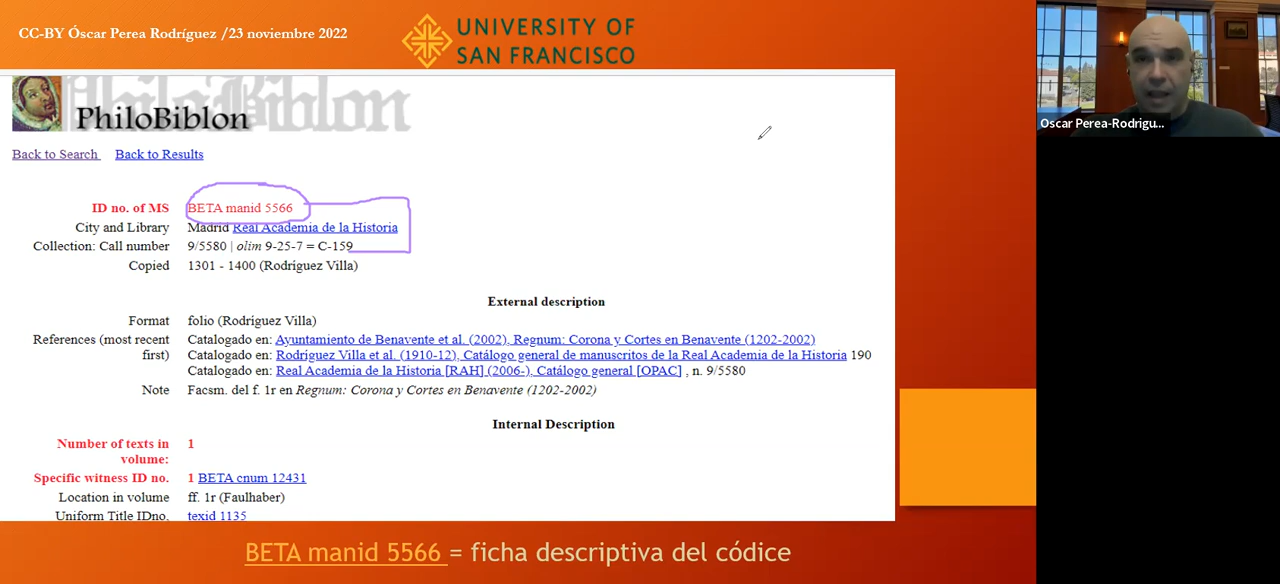 CC-BY Óscar Perea Rodríguez /23 noviembre 2022
UNIVERSITY OF
SAN FRANCISCO
PhiloBiblon
Back to Search Back to Results
ID no. of MS BETA manid 5566
City and Library Madrid Real Academia de la Historia
Collection: Call number 9/5580 | olim 9-25-7 = C-159
Copied 1301 - 1400 (Rodríguez Villa)
External description
Format folio (Rodríguez Villa)
References (most recent first) Catalogado en: Ayuntamiento de Benavente et al. (2002), Regnum: Corona y Cortes en Benavente (1202-2002)
Catalogado en: Rodríguez Villa et al. (1910-12), Catálogo general de manuscritos de la Real Academia de la Historia 190
Catalogado en: Real Academia de la Historia [RAH] (2006-), Catálogo general [OPAC] , n. 9/5580
Note Facsm. del f. 1r en Regnum: Corona y Cortes en Benavente (1202-2002)
Internal Description
Number of texts in volume: 1
Specific witness ID no. 1 BETA cnum 12431
Location in volume ff. 1r (Faulhaber)
Uniform Title IDno. texid 1135
BETA manid 5566 = ficha descriptiva del códice
Oscar Perea-Rodrigu...